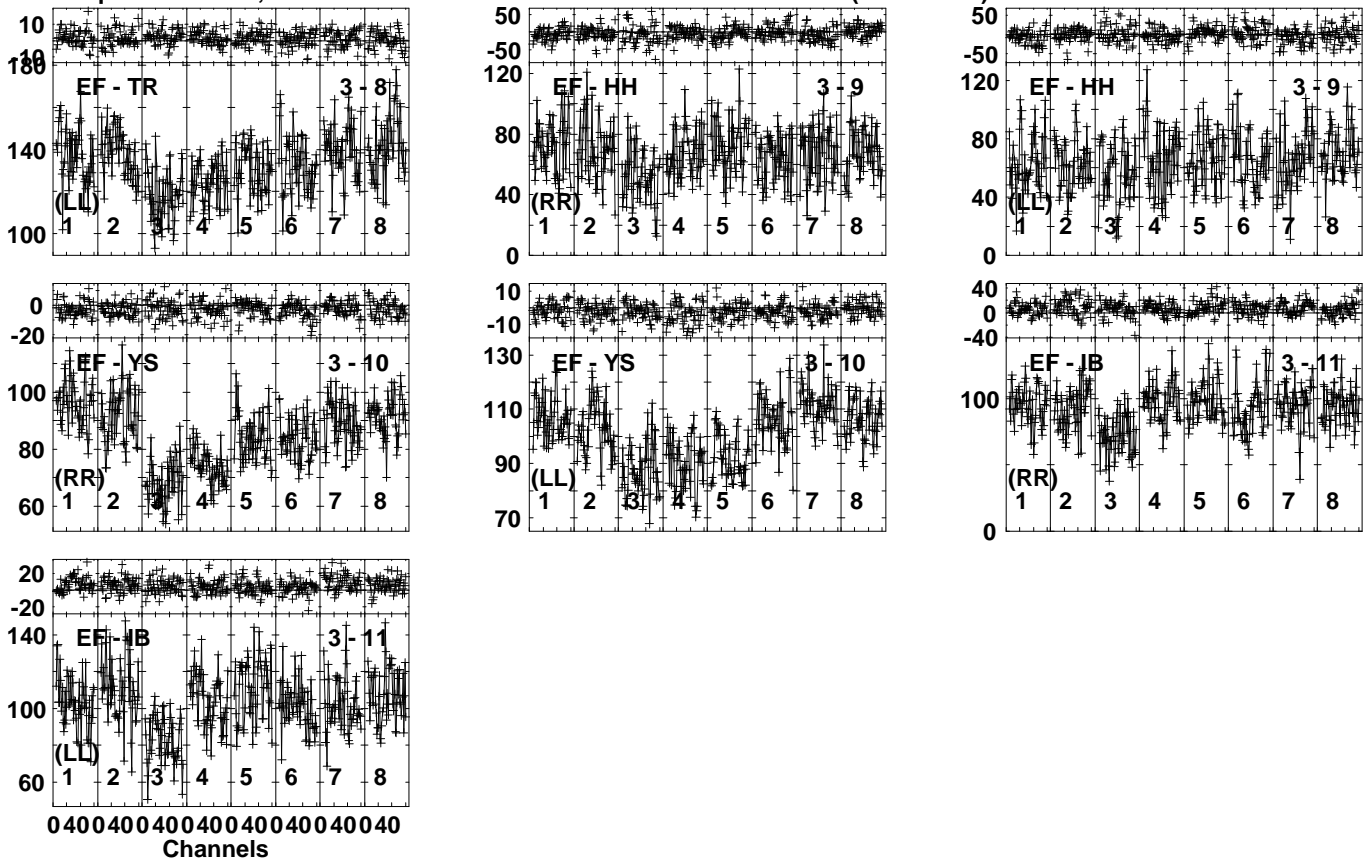 10
-10
180
EF - TR 3 - 8
140
(LL)
100
1 2 3 4 5 6 7 8
50
-50
120
EF - HH 3 - 9
80
40
(RR)
1 2 3 4 5 6 7 8
0
50
-50
120
EF - HH 3 - 9
80
40
(LL)
1 2 3 4 5 6 7 8
0
0
-20
EF - YS 3 - 10
100
80
(RR)
60
1 2 3 4 5 6 7 8
10
-10
130
EF - YS 3 - 10
110
90
(LL)
70
1 2 3 4 5 6 7 8
40
0
-40
EF - IB 3 - 11
100
(RR)
1 2 3 4 5 6 7 8
0
20
-20
140
EF - IB 3 - 11
100
(LL)
60
1 2 3 4 5 6 7 8
0 40 0 40 0 40 0 40 0 40 0 40 0 40 0 40
Channels